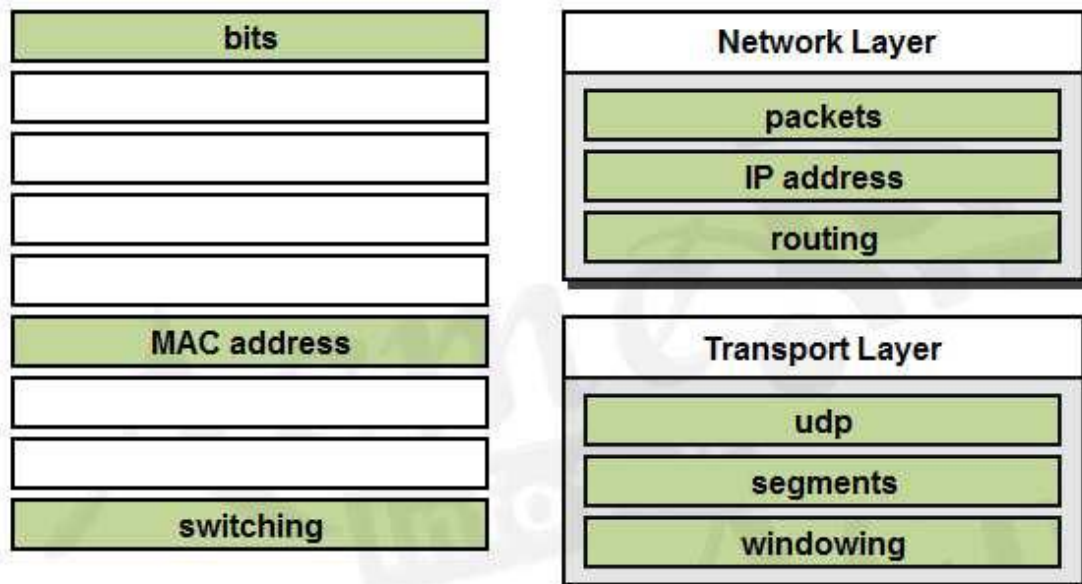 bits
MAC address
switching
Network Layer
packets
IP address
routing
Transport Layer
udp
segments
windowing